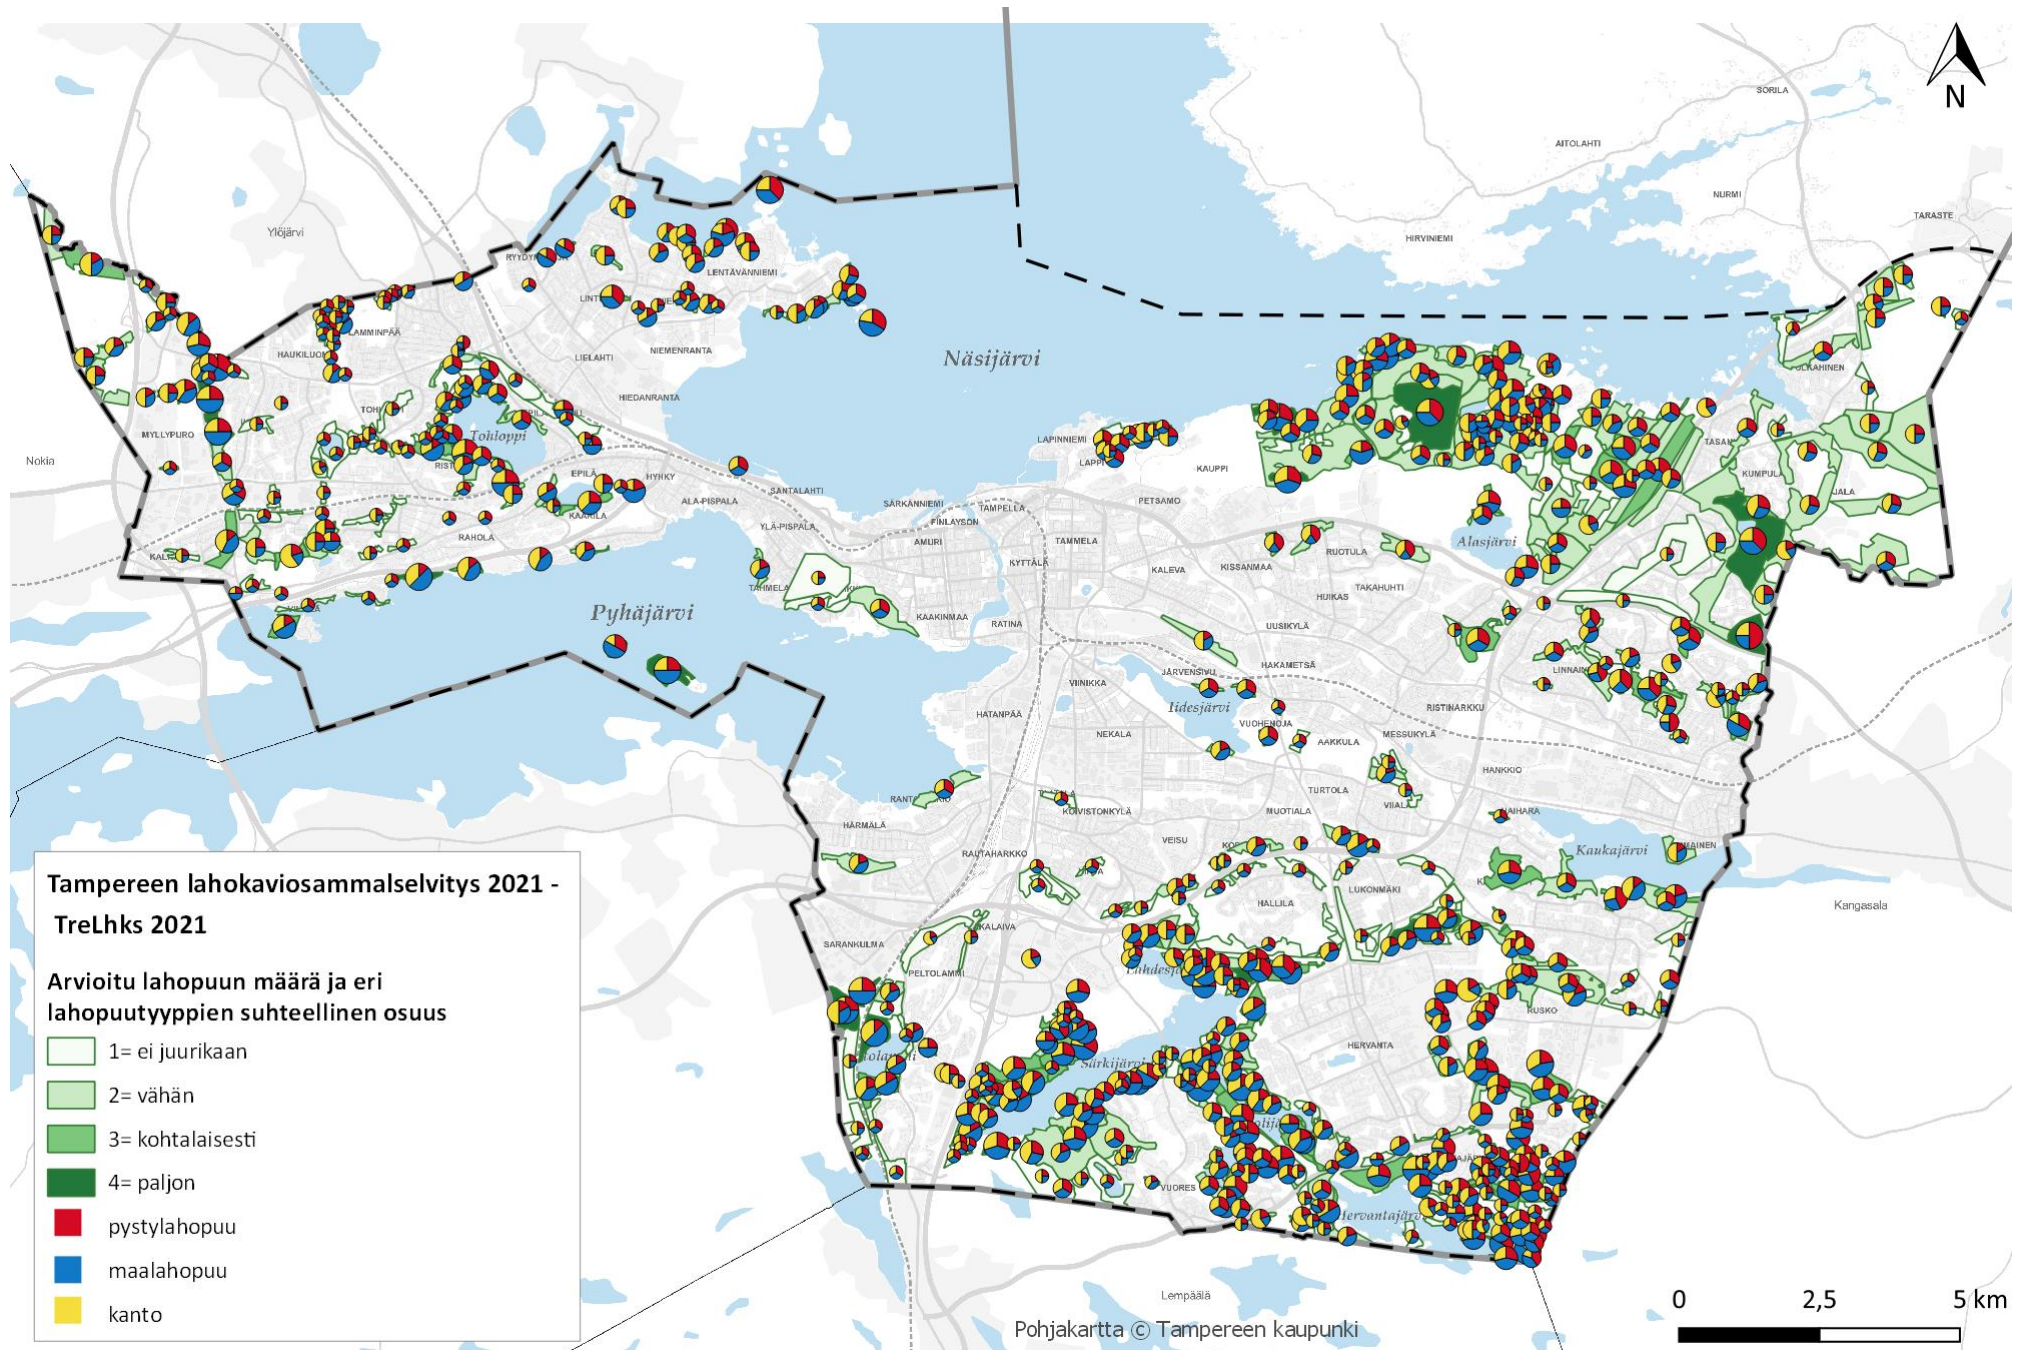 N
SORILA
AITOLAHTI
NURMI
TARASTE
HIRVINIEMI
Ylöjärvi
LENTÄVÄNNIEMI
LAMMINPÄÄ
NIEMENRANTA
LIELAHTI
Näsijärvi
HIEDANRANTA
MYLLYPURO
Tohloppi
LAPINNIEMI
TASAN
Nokia
EPILÄ
HYHKY
KAUPPI
KUMPULA
ALA-PISPALA
SANTALAHTI
PETSAMO
JALA
SÄRKÄNNIEMI
TAMPELLA
FINLAYSON
YLÄ-PISPALA
RAHOLA
AMURI
TAMMELA
Alasjärvi
RUOTULA
KYTTÄLÄ
KALEVA
KISSANMAA
TAKAHUHTI
TAHMELA
HUIKAS
Pyhäjärvi
KAAKINMAA
RATINA
UUSIKYLÄ
HAKAMETSÄ
JÄRVENSIVU
VIINIKKA
Iidesjärvi
RISTINARKKU
HATANPÄÄ
VUOHENOJA
NEKALA
AAKKULA
MESSUKYLÄ
HANKKIO
TURTOLA
VIIALA
KOIVISTONKYLÄ
MUOTIALA
HÄRMÄLÄ
VEISU
RAUTAHARKKO
Kaukajärvi
LUKONMÄKI
HALLILA
Kangasala
KALAIVA
SARANKULMA
PELTOLAMMI
RUSKO
HERVANTA
Särkijärvi
VUORES
Lempäälä
Tampereen lahokaviosammalselvitys 2021 -
TreLhks 2021
Arvioitu lahopuun määrä ja eri
lahopuutyyppien suhteellinen osuus
1= ei juurikaan
2= vähän
3= kohtalaisesti
4= paljon
pystylahopuu
maalahopuu
kanto
0 2,5 5 km
Pohjakartta © Tampereen kaupunki